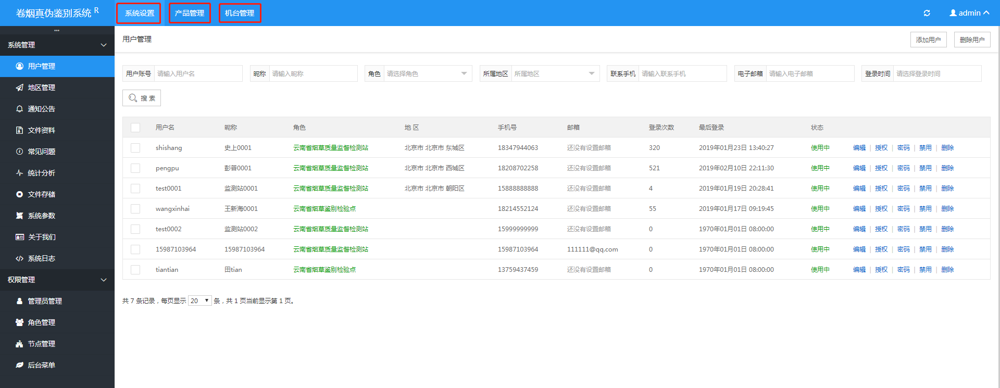 卷烟真伪鉴别系统 R
系统设置 产品管理 机台管理 admin
系统管理
用户管理
地区管理
通知公告
文件资料
常见问题
统计分析
文件存储
系统参数
关于我们
系统日志
权限管理
管理员管理
角色管理
节点管理
后台菜单
用户管理 添加用户 删除用户
用户账号 请输入用户名 昵称 请输入昵称 角色 请选择角色 所属地区 所属地区 联系手机 请输入联系手机 电子邮箱 请输入电子邮箱 登录时间 请选择登录时间
搜 索
用户名 昵称 角色 地 区 手机号 邮箱 登录次数 最后登录 状态
shishang 史上0001 云南省烟草质量监督检测站 北京市 北京市 东城区 18347944063 还没有设置邮箱 320 2019年01月23日 13:40:27 使用中 编辑 | 授权 | 密码 | 禁用 | 删除
pengpu 彭普0001 云南省烟草质量监督检测站 北京市 北京市 西城区 18208702258 还没有设置邮箱 521 2019年02月10日 22:11:30 使用中 编辑 | 授权 | 密码 | 禁用 | 删除
test0001 监测站0001 云南省烟草质量监督检测站 北京市 北京市 朝阳区 15888888888 还没有设置邮箱 4 2019年01月19日 20:28:41 使用中 编辑 | 授权 | 密码 | 禁用 | 删除
wangxinhai 王新海0001 云南省烟草鉴别检验点 18214552124 还没有设置邮箱 55 2019年01月17日 09:19:45 使用中 编辑 | 授权 | 密码 | 禁用 | 删除
test0002 监测站0002 云南省烟草质量监督检测站 15999999999 还没有设置邮箱 0 1970年01月01日 08:00:00 使用中 编辑 | 授权 | 密码 | 禁用 | 删除
15987103964 15987103964 云南省烟草质量监督检测站 15987103964 111111@qq.com 0 1970年01月01日 08:00:00 使用中 编辑 | 授权 | 密码 | 禁用 | 删除
tiantian 田tian 云南省烟草鉴别检验点 13759437459 还没有设置邮箱 0 1970年01月01日 08:00:00 使用中 编辑 | 授权 | 密码 | 禁用 | 删除
共 7 条记录，每页显示 20 条，共 1 页当前显示第 1 页。